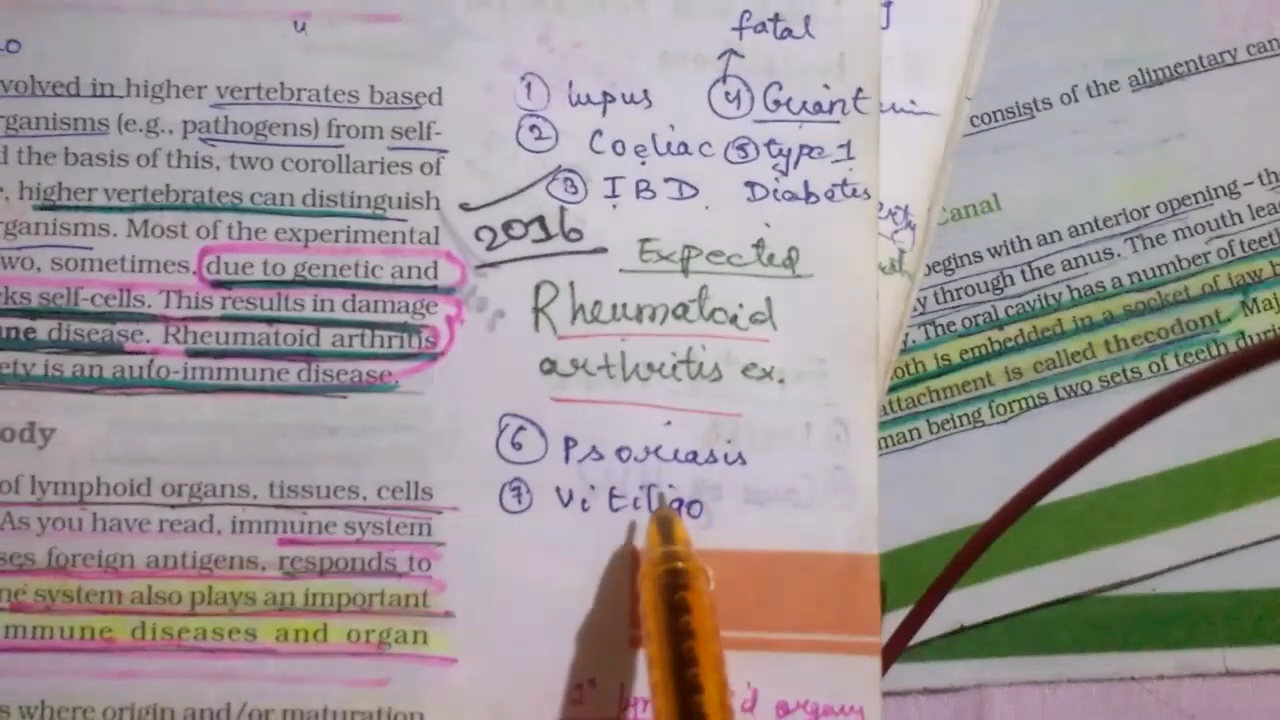 volved in higher vertebrates based
rganisms (e.g., pathogens) from self-
d the basis of this, two corollaries of
, higher vertebrates can distinguish
rganisms. Most of the experimental
wo, sometimes, due to genetic and
ks self-cells. This results in damage
ne disease. Rheumatoid arthritis
ety is an auto-immune disease.
ody
of lymphoid organs, tissues, cells
As you have read, immune system
ses foreign antigens, responds to
ne system also plays an important
mmune diseases and organ
s where origin and/or maturation
fatal
① lupus
④ Guant
② Coeliac
⑤ type 1
Diabetes
③ IBD
2016
Expected
Rheumatoid
arthritis ex.
⑥ Psoriasis
⑦ Vitiligo
organ
consists of the alimentary can
Canal
begins with an anterior opening – th
y through the anus. The mouth lea
. The oral cavity has a number of teet
oth is embedded in a socket of jaw b
attachment is called thecodont. Maj
man being forms two sets of teeth duri